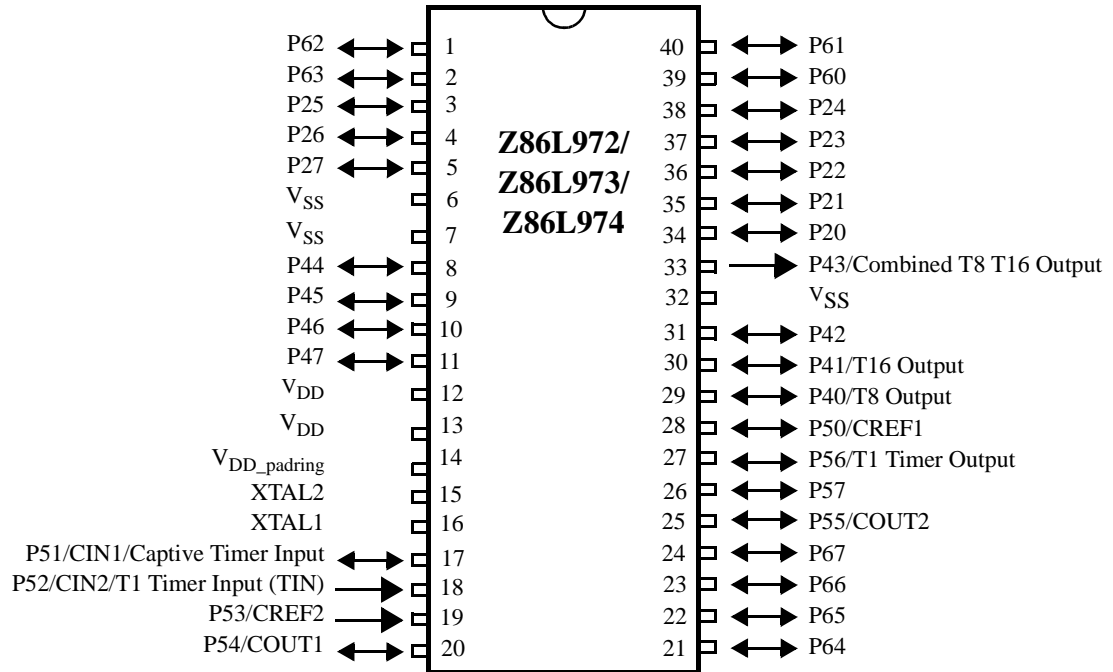 P62 1 40 P61
P63 2 39 P60
P25 3 38 P24
P26 4 37 P23
P27 5 36 P22
VSS 6 35 P21
VSS 7 34 P20
P44 8 33 P43/Combined T8 T16 Output
P45 9 32 VSS
P46 10 31 P42
P47 11 30 P41/T16 Output
VDD 12 29 P40/T8 Output
VDD 13 28 P50/CREF1
VDD_padring 14 27 P56/T1 Timer Output
XTAL2 15 26 P57
XTAL1 16 25 P55/COUT2
P51/CIN1/Captive Timer Input 17 24 P67
P52/CIN2/T1 Timer Input (TIN) 18 23 P66
P53/CREF2 19 22 P65
P54/COUT1 20 21 P64
Z86L972/
Z86L973/
Z86L974